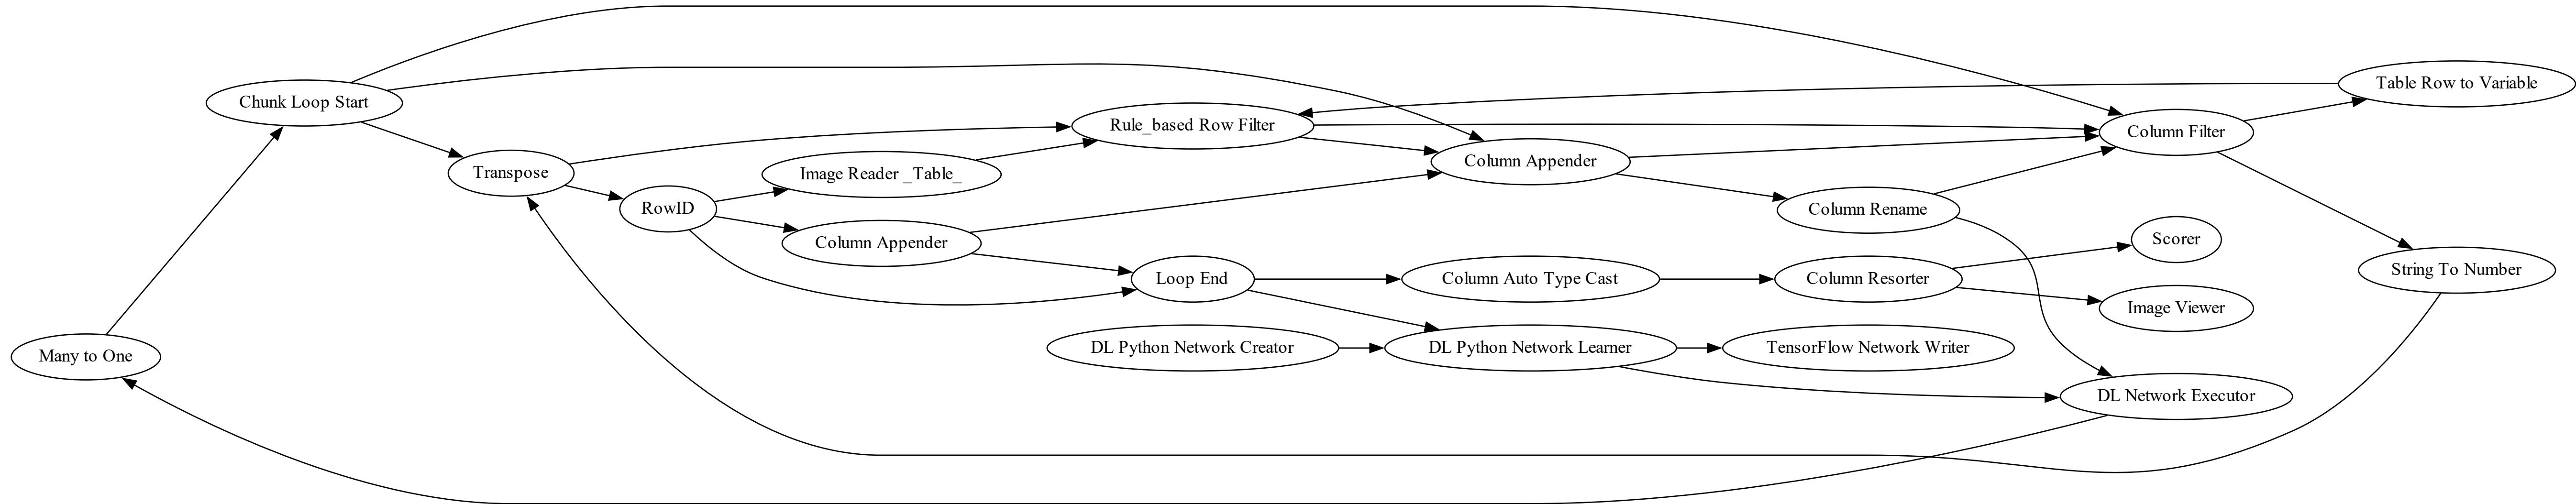 Chunk Loop Start
Table Row to Variable
Rule_based Row Filter
Column Filter
Column Appender
Transpose
Image Reader _Table_
RowID
Column Rename
Column Appender
Scorer
String To Number
Loop End
Column Auto Type Cast
Column Resorter
Image Viewer
Many to One
DL Python Network Creator
DL Python Network Learner
TensorFlow Network Writer
DL Network Executor